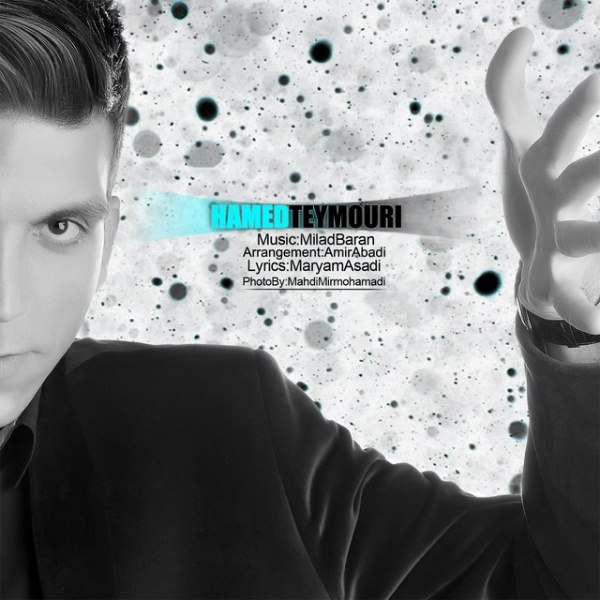 HAMEDTEYMOURI
Music:MiladBaran
Arrangement:AmirAbadi
Lyrics:MaryamAsadi
PhotoBy:MahdiMirmohamadi